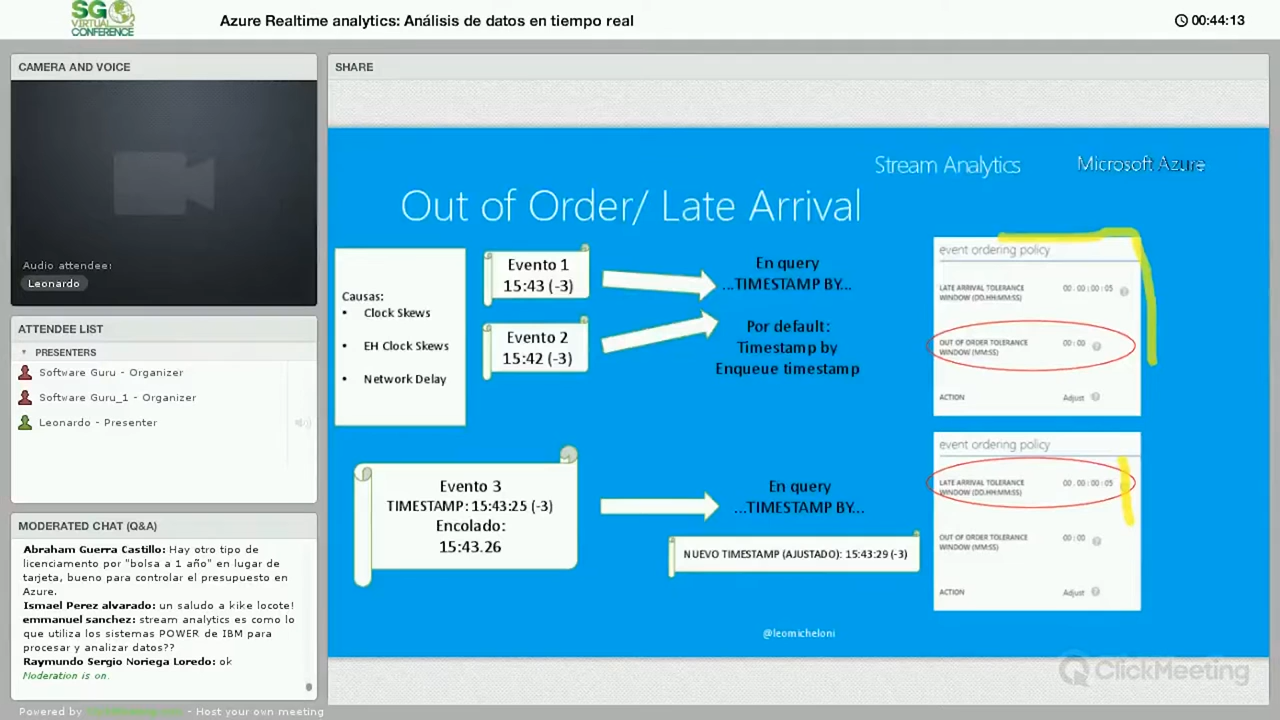 SG
VIRTUAL
CONFERENCE
Azure Realtime analytics: Análisis de datos en tiempo real
00:44:13
CAMERA AND VOICE
Audio attendee:
Leonardo
ATTENDEE LIST
PRESENTERS
Software Guru - Organizer
Software Guru_1 - Organizer
Leonardo - Presenter
MODERATED CHAT (Q&A)
Abraham Guerra Castillo: Hay otro tipo de
licenciamiento por "bolsa a 1 año" en lugar de
tarjeta, bueno para controlar el presupuesto en
Azure.
Ismael Perez alvarado: un saludo a kike locote!
emmanuel sanchez: stream analytics es como lo
que utiliza los sistemas POWER de IBM para
procesar y analizar datos??
Raymundo Sergio Noriega Loredo: ok
Moderation is on.
Powered by ClickMeeting.com - Host your own meeting
SHARE
Stream Analytics
Microsoft Azure
Out of Order/ Late Arrival
Causas:
• Clock Skews
• EH Clock Skews
• Network Delay
Evento 1
15:43 (-3)
Evento 2
15:42 (-3)
En query
...TIMESTAMP BY...
Por default:
Timestamp by
Enqueue timestamp
event ordering policy
LATE ARRIVAL TOLERANCE
WINDOW (DD:HH:MM:SS)
00 : 00 : 00 : 05
OUT OF ORDER TOLERANCE
WINDOW (MM:SS)
00 : 00
ACTION
Adjust
Evento 3
TIMESTAMP: 15:43:25 (-3)
Encolado:
15:43.26
En query
...TIMESTAMP BY...
NUEVO TIMESTAMP (AJUSTADO): 15:43:29 (-3)
event ordering policy
LATE ARRIVAL TOLERANCE
WINDOW (DD:HH:MM:SS)
00 : 00 : 00 : 05
OUT OF ORDER TOLERANCE
WINDOW (MM:SS)
00 : 00
ACTION
Adjust
@leomicheloni
ClickMeeting